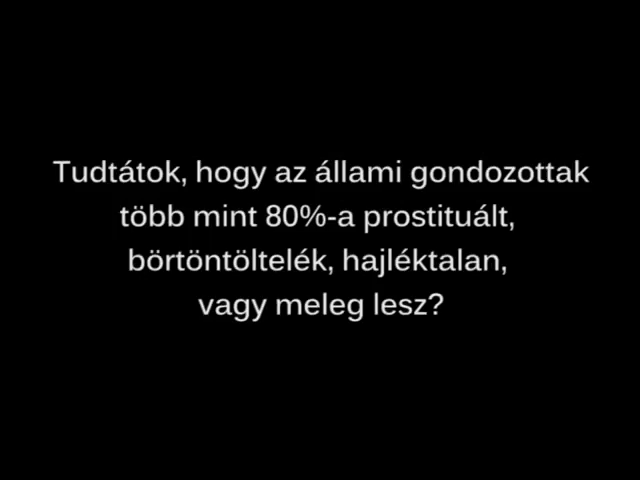 Tudtátok, hogy az állami gondozottak
több mint 80%-a prostituált,
börtöntöltelék, hajléktalan,
vagy meleg lesz?